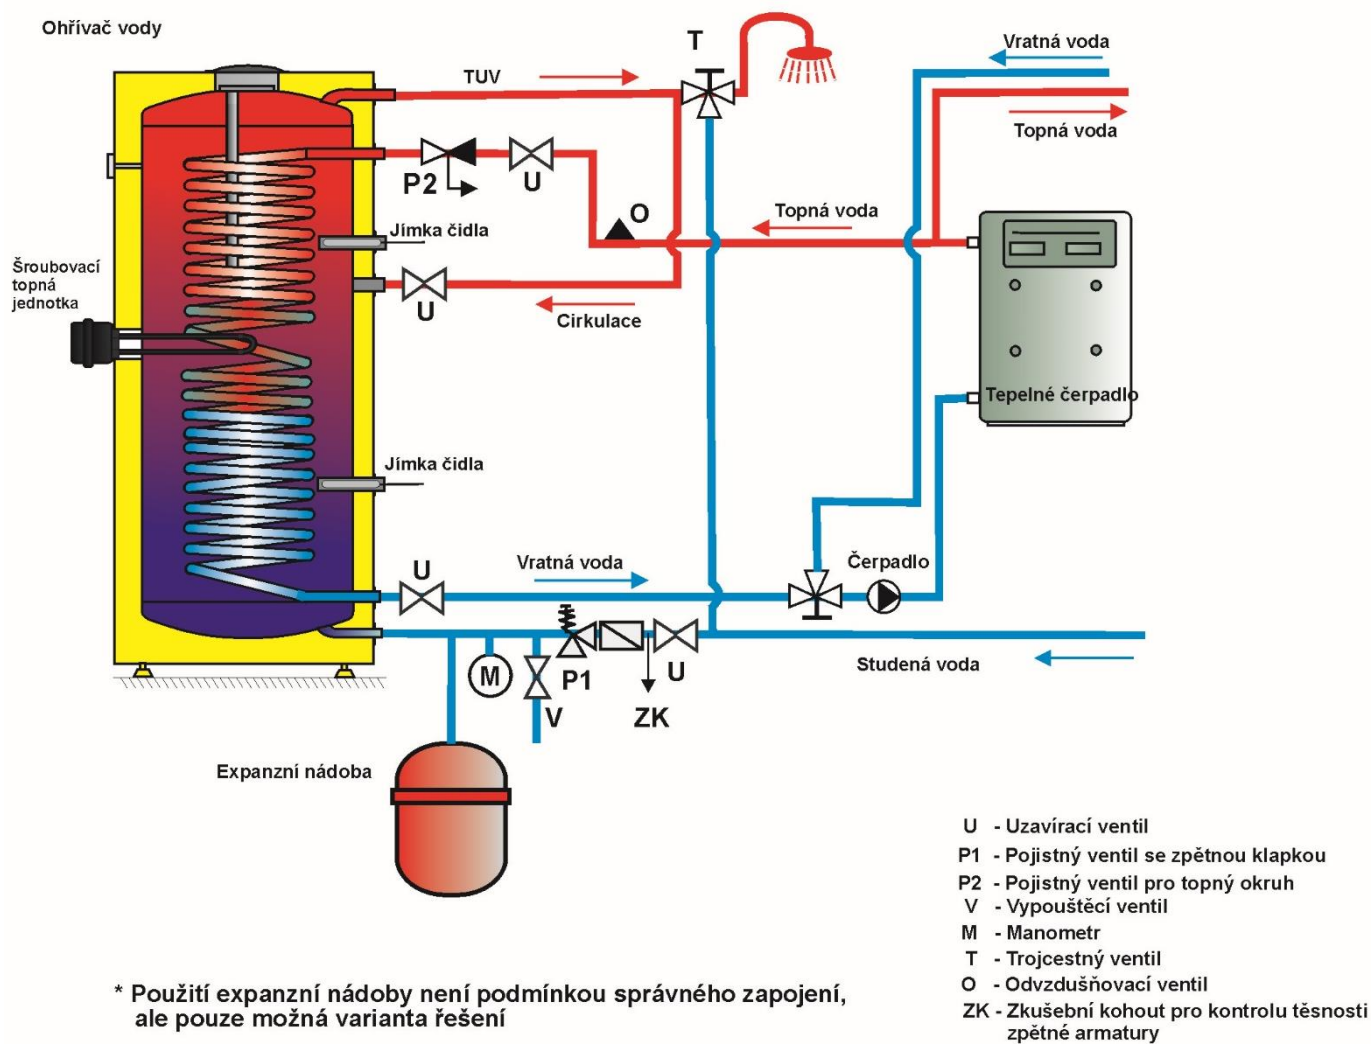 Ohřívač vody
T
Vratná voda
TUV
Topná voda
P2
U
O
Topná voda
Jímka čidla
Šroubovací
topná
jednotka
U
Cirkulace
Tepelné čerpadlo
Jímka čidla
U
Vratná voda
Čerpadlo
M
P1
U
Studená voda
V
ZK
Expanzní nádoba
U - Uzavírací ventil
P1 - Pojistný ventil se zpětnou klapkou
P2 - Pojistný ventil pro topný okruh
V - Vypouštěcí ventil
M - Manometr
T - Trojcestný ventil
O - Odvzdušňovací ventil
ZK - Zkušební kohout pro kontrolu těsnosti
zpětné armatury
* Použití expanzní nádoby není podmínkou správného zapojení,
ale pouze možná varianta řešení